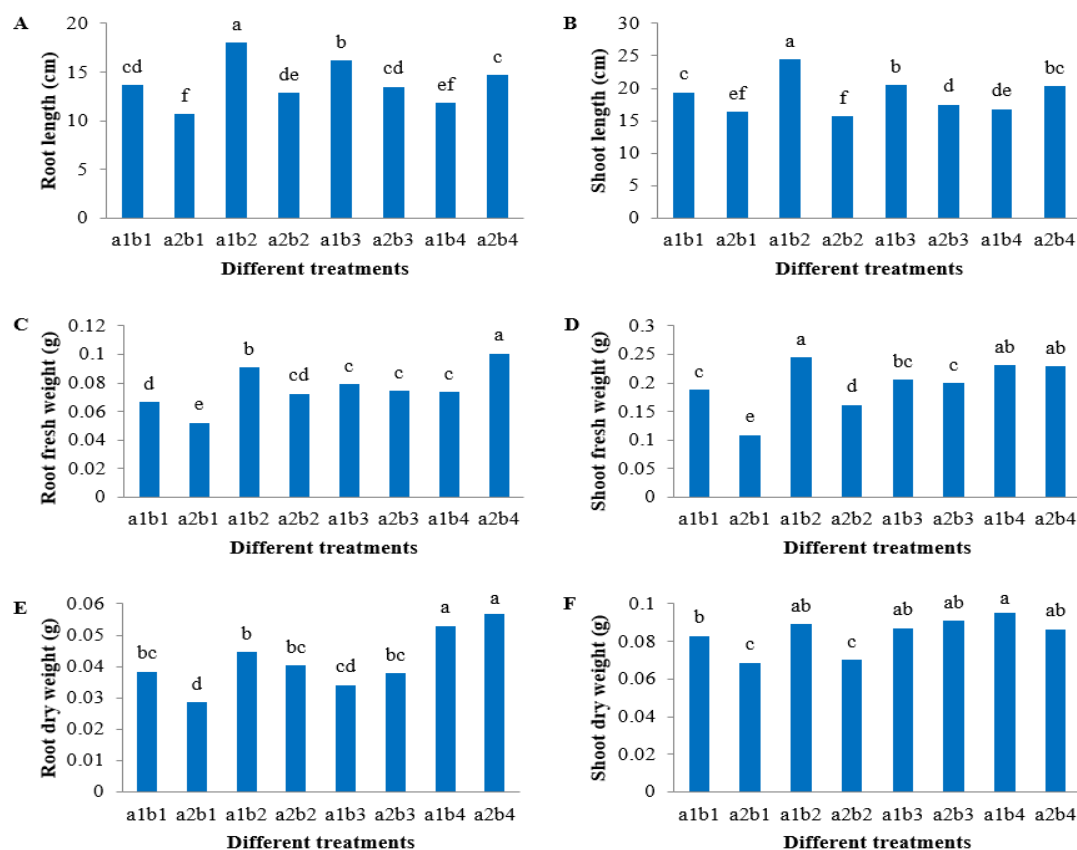 A
Root length (cm)
20
15
10
5
0
cd f a de b cd ef c
a1b1 a2b1 a1b2 a2b2 a1b3 a2b3 a1b4 a2b4
Different treatments
B
Shoot length (cm)
30
25
20
15
10
5
0
c ef a f b d de bc
a1b1 a2b1 a1b2 a2b2 a1b3 a2b3 a1b4 a2b4
Different treatments
C
Root fresh weight (g)
0.12
0.1
0.08
0.06
0.04
0.02
0
d e b cd c c c a
a1b1 a2b1 a1b2 a2b2 a1b3 a2b3 a1b4 a2b4
Different treatments
D
Shoot fresh weight (g)
0.3
0.25
0.2
0.15
0.1
0.05
0
c e a d bc c ab ab
a1b1 a2b1 a1b2 a2b2 a1b3 a2b3 a1b4 a2b4
Different treatments
E
Root dry weight (g)
0.06
0.05
0.04
0.03
0.02
0.01
0
bc d b bc cd bc a a
a1b1 a2b1 a1b2 a2b2 a1b3 a2b3 a1b4 a2b4
Different treatments
F
Shoot dry weight (g)
0.1
0.08
0.06
0.04
0.02
0
b c ab c ab ab a ab
a1b1 a2b1 a1b2 a2b2 a1b3 a2b3 a1b4 a2b4
Different treatments